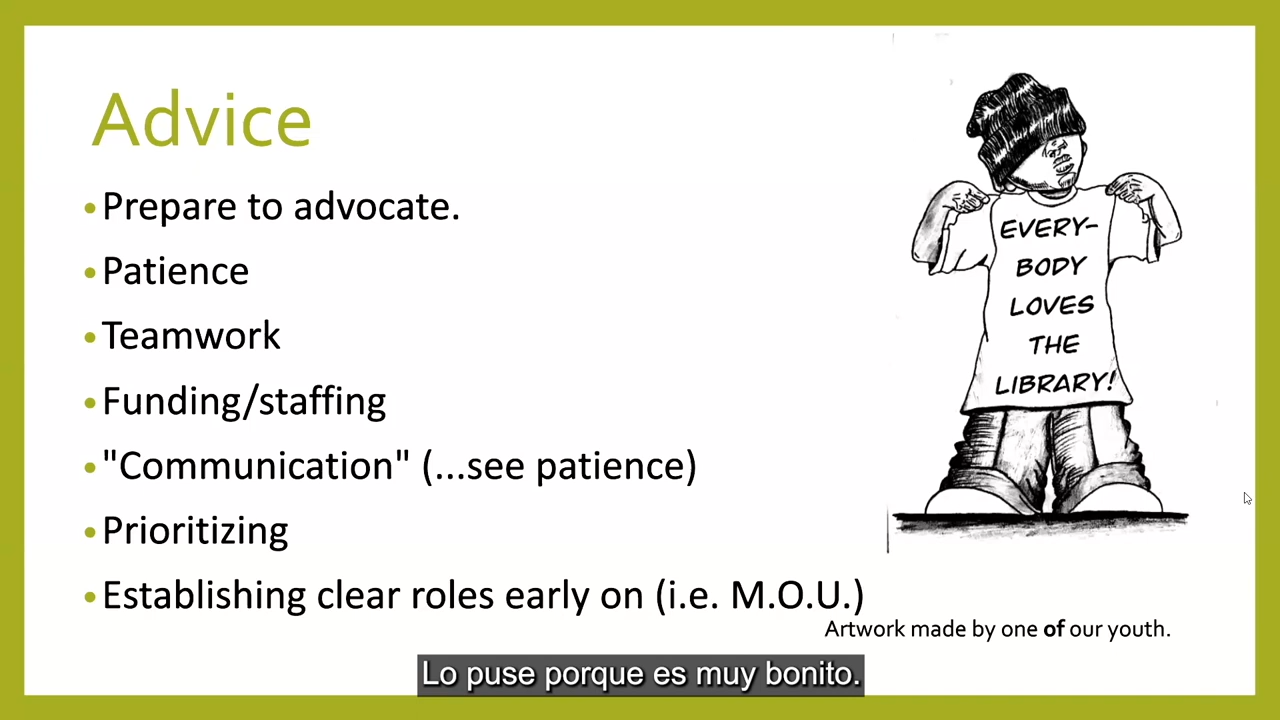 Advice
•Prepare to advocate.
•Patience
•Teamwork
•Funding/staffing
•"Communication" (...see patience)
•Prioritizing
•Establishing clear roles early on (i.e. M.O.U.)
EVERY-
BODY
LOVES
THE
LIBRARY!
Artwork made by one of our youth.
Lo puse porque es muy bonito.